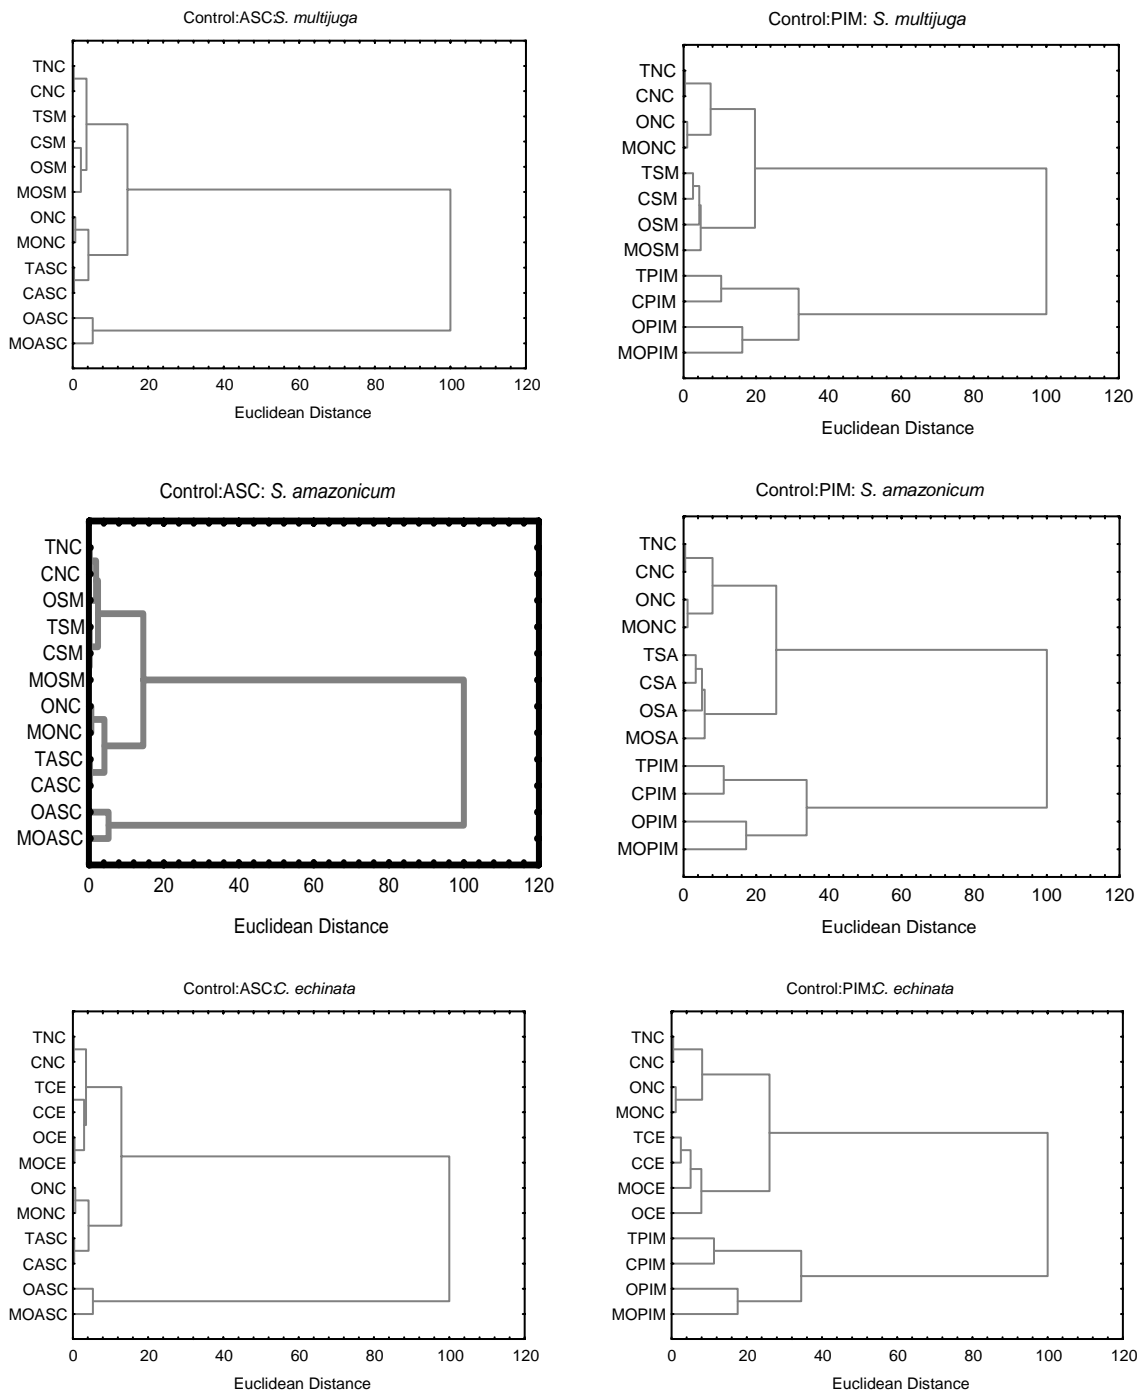 Control:ASC:S. multijuga
TNC
CNC
TSM
CSM
OSM
MOSM
ONC
MONC
TASC
CASC
OASC
MOASC
0 20 40 60 80 100 120
Euclidean Distance
Control:PIM: S. multijuga
TNC
CNC
ONC
MONC
TSM
CSM
OSM
MOSM
TPIM
CPIM
OPIM
MOPIM
0 20 40 60 80 100 120
Euclidean Distance
Control:ASC: S. amazonicum
TNC
CNC
OSM
TSM
CSM
MOSM
ONC
MONC
TASC
CASC
OASC
MOASC
0 20 40 60 80 100 120
Euclidean Distance
Control:PIM: S. amazonicum
TNC
CNC
ONC
MONC
TSA
CSA
OSA
MOSA
TPIM
CPIM
OPIM
MOPIM
0 20 40 60 80 100 120
Euclidean Distance
Control:ASC:C. echinata
TNC
CNC
TCE
CCE
OCE
MOCE
ONC
MONC
TASC
CASC
OASC
MOASC
0 20 40 60 80 100 120
Euclidean Distance
Control:PIM:C. echinata
TNC
CNC
ONC
MONC
TCE
CCE
MOCE
OCE
TPIM
CPIM
OPIM
MOPIM
0 20 40 60 80 100 120
Euclidean Distance